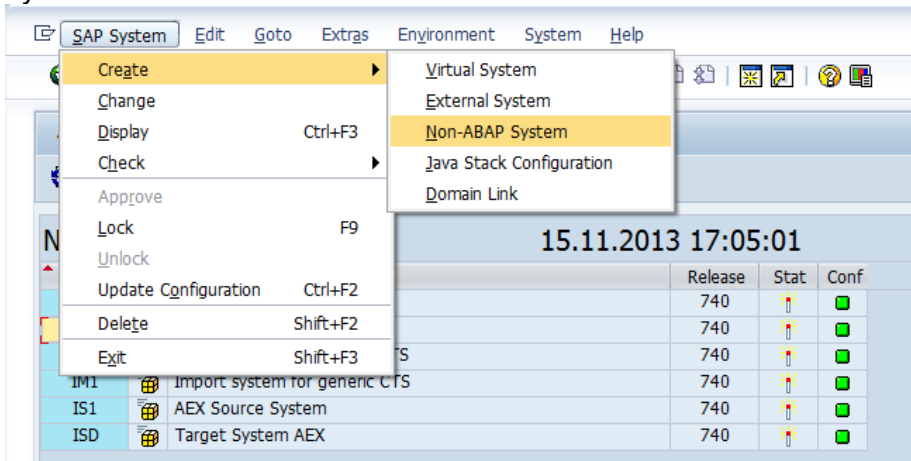 SAP System Edit Goto Extras Environment System Help
Create
Change
Display Ctrl+F3
Check
Approve
Lock F9
Unlock
Update Configuration Ctrl+F2
Delete Shift+F2
Exit Shift+F3
Virtual System
External System
Non-ABAP System
Java Stack Configuration
Domain Link
N 15.11.2013 17:05:01
Release Stat Conf
740
740
TS 740
IM1 Import system for generic CTS 740
IS1 AEX Source System 740
ISD Target System AEX 740